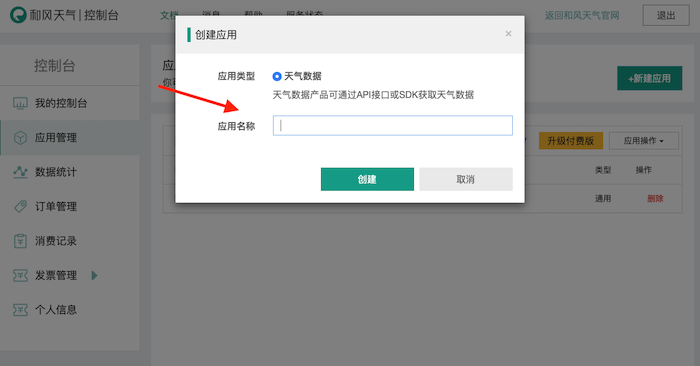 和风天气 | 控制台
文档
消息
帮助
服务状态
返回和风天气官网
退出
控制台
我的控制台
应用管理
数据统计
订单管理
消费记录
发票管理
个人信息
+新建应用
创建应用
×
应用类型
天气数据
天气数据产品可通过API接口或SDK获取天气数据
应用名称
创建
取消
升级付费版
应用操作
类型
操作
通用
删除